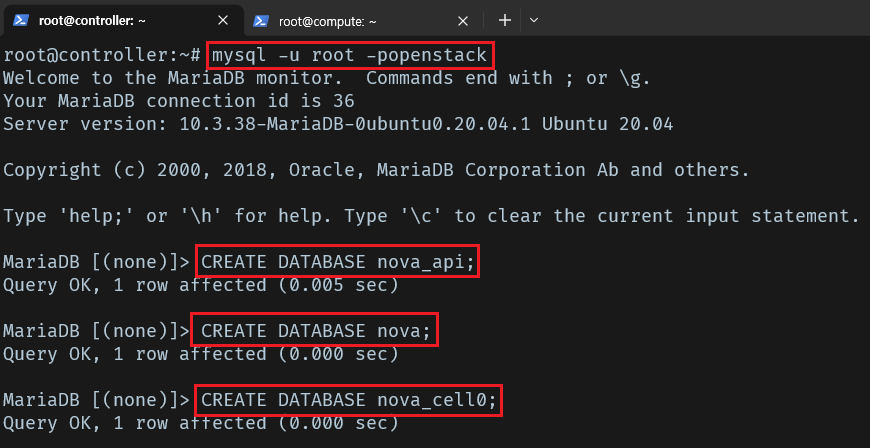 root@controller: ~
root@compute: ~
root@controller:~# mysql -u root -popenstack
Welcome to the MariaDB monitor.  Commands end with ; or \g.
Your MariaDB connection id is 36
Server version: 10.3.38-MariaDB-0ubuntu0.20.04.1 Ubuntu 20.04
Copyright (c) 2000, 2018, Oracle, MariaDB Corporation Ab and others.
Type 'help;' or '\h' for help. Type '\c' to clear the current input statement.
MariaDB [(none)]> CREATE DATABASE nova_api;
Query OK, 1 row affected (0.005 sec)
MariaDB [(none)]> CREATE DATABASE nova;
Query OK, 1 row affected (0.000 sec)
MariaDB [(none)]> CREATE DATABASE nova_cell0;
Query OK, 1 row affected (0.000 sec)